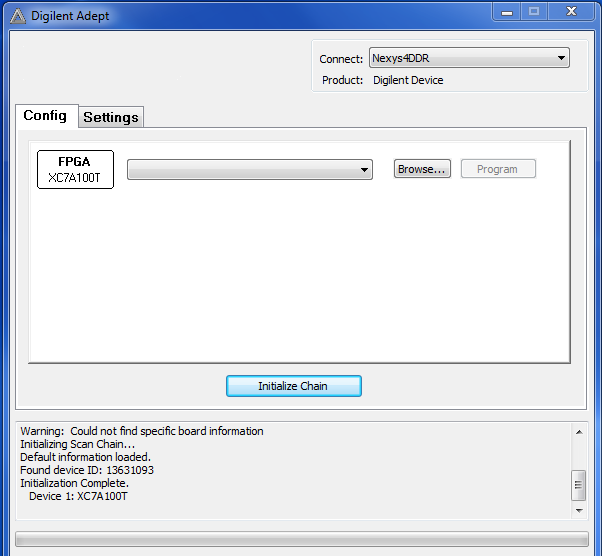 Digilent Adept
Connect: Nexys4DDR
Product: Digilent Device
Config Settings
FPGA
XC7A100T
Browse... Program
Initialize Chain
Warning: Could not find specific board information
Initializing Scan Chain...
Default information loaded.
Found device ID: 13631093
Initialization Complete.
Device 1: XC7A100T